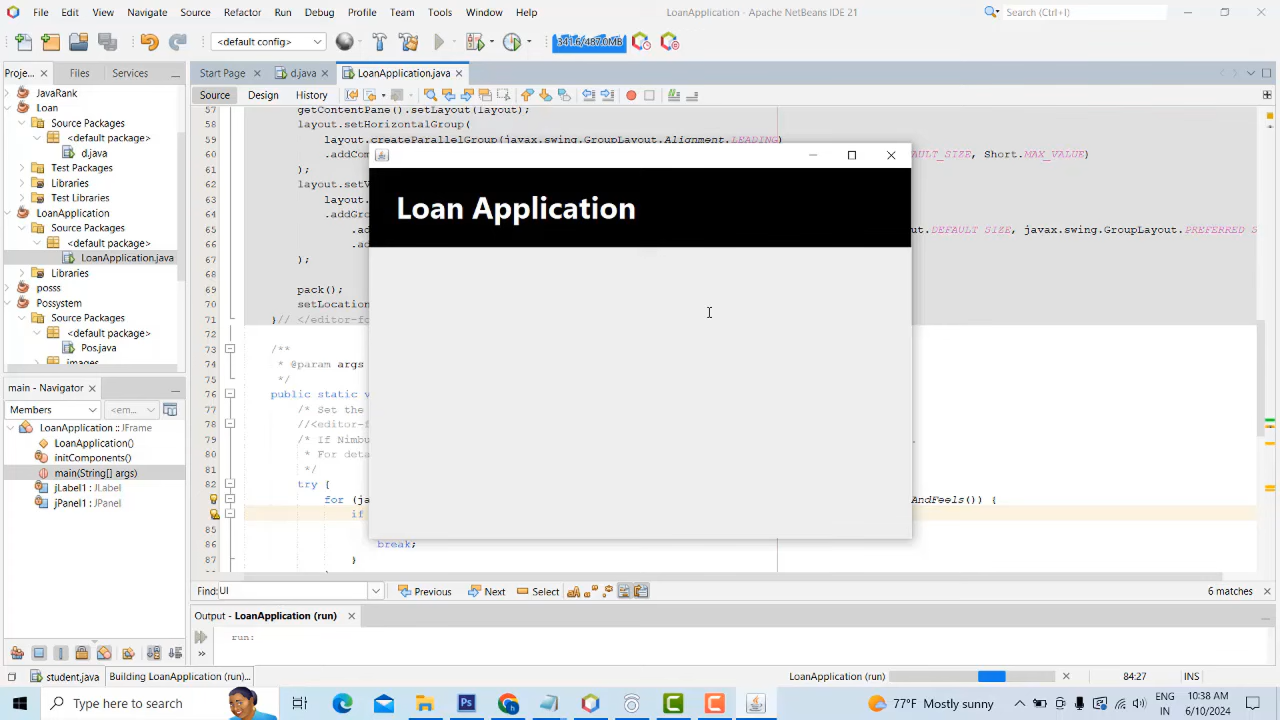 File Edit View Navigate Source Refactor Run Debug Profile Team Tools Window Help
LoanApplication - Apache NetBeans IDE 21
Search (Ctrl+I)
<default config>
341.6/487.0MB
Proje...
Files
Services
Start Page
d.java
LoanApplication.java
Source
Design
History
JavaRank
Loan
Source Packages
<default package>
d.java
Test Packages
Libraries
Test Libraries
LoanApplication
Source Packages
<default package>
LoanApplication.java
Libraries
posss
Possystem
Source Packages
<default package>
Pos.java
images
57 getContentPane().setLayout(layout);
58 layout.setHorizontalGroup(
59 layout.createParallelGroup(javax.swing.GroupLayout.Alignment.LEADING)
60 .addCom AULT_SIZE, Short.MAX_VALUE)
61 );
62 layout.setV
63 layout.
64 .addGro
65 .ad ut.DEFAULT_SIZE, javax.swing.GroupLayout.PREFERRED_S
66 .a
67 );
68
69 pack();
70 setLocation
71 }// </editor-fo
72
73 /**
74 * @param args
75 */
76 public static v
77 /* Set the
78 //<editor-f
79 /* If Nimbu
80 * For deta
81 */
82 try {
83 for (ja AndFeels()) {
84 if
85
86 break;
87 }
Loan Application
main - Navigator
Members
<em...
LoanApplication :: JFrame
LoanApplication()
initComponents()
main(String[] args)
jLabel1 : JLabel
jPanel1 : JPanel
Find: UI
Previous
Next
Select
6 matches
Output - LoanApplication (run)
run:
student.java
Building LoanApplication (run)...
LoanApplication (run)
84:27
INS
Type here to search
77°F Mostly sunny
IN
10:38 AM
6/10/2024